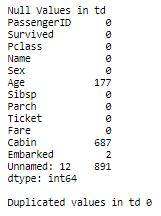 Null Values in td
PassengerID 0
Survived 0
Pclass 0
Name 0
Sex 0
Age 177
Sibsp 0
Parch 0
Ticket 0
Fare 0
Cabin 687
Embarked 2
Unnamed: 12 891
dtype: int64
Duplicated values in td 0